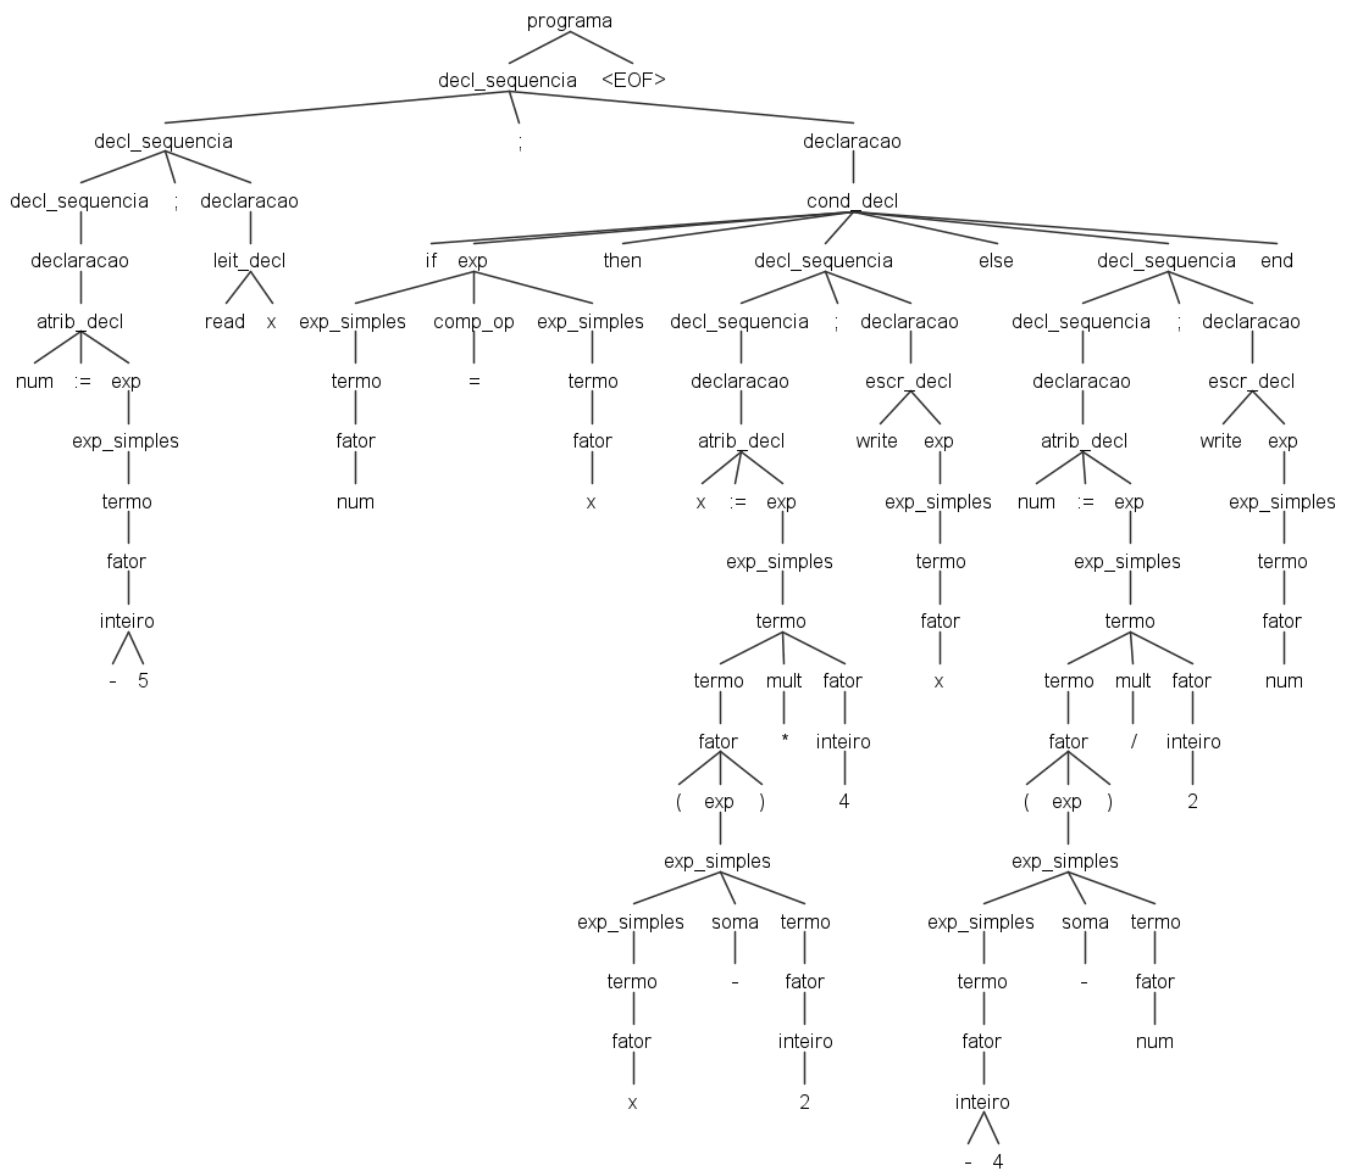 programa
decl_sequencia <EOF>
decl_sequencia ; declaracao
decl_sequencia ; declaracao cond_decl
declaracao leit_decl if exp then decl_sequencia else decl_sequencia end
atrib_decl read x exp_simples comp_op exp_simples decl_sequencia ; declaracao decl_sequencia ; declaracao
num := exp termo = termo declaracao escr_decl declaracao escr_decl
exp_simples fator fator atrib_decl write exp atrib_decl write exp
termo num x x := exp exp_simples num := exp exp_simples
fator exp_simples termo exp_simples termo
inteiro termo fator termo fator
- 5 termo mult fator x termo mult fator num
fator * inteiro fator / inteiro
( exp ) 4 ( exp ) 2
exp_simples exp_simples
exp_simples soma termo exp_simples soma termo
termo - fator termo - fator
fator inteiro fator num
x 2 inteiro
- 4